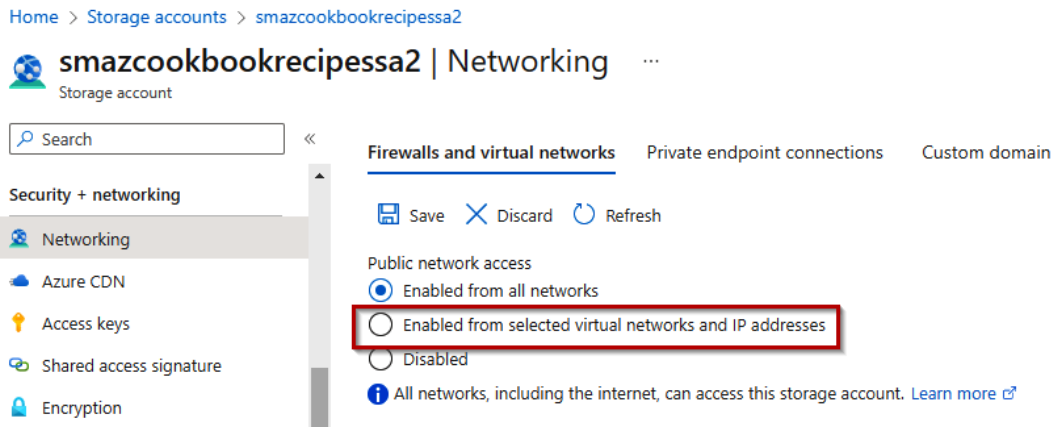 Home > Storage accounts > smazcookbookrecipessa2
smazcookbookrecipessa2 | Networking ...
Storage account
Search «
Firewalls and virtual networks Private endpoint connections Custom domain
Security + networking
Networking
Azure CDN
Access keys
Shared access signature
Encryption
Save Discard Refresh
Public network access
Enabled from all networks
Enabled from selected virtual networks and IP addresses
Disabled
All networks, including the internet, can access this storage account. Learn more